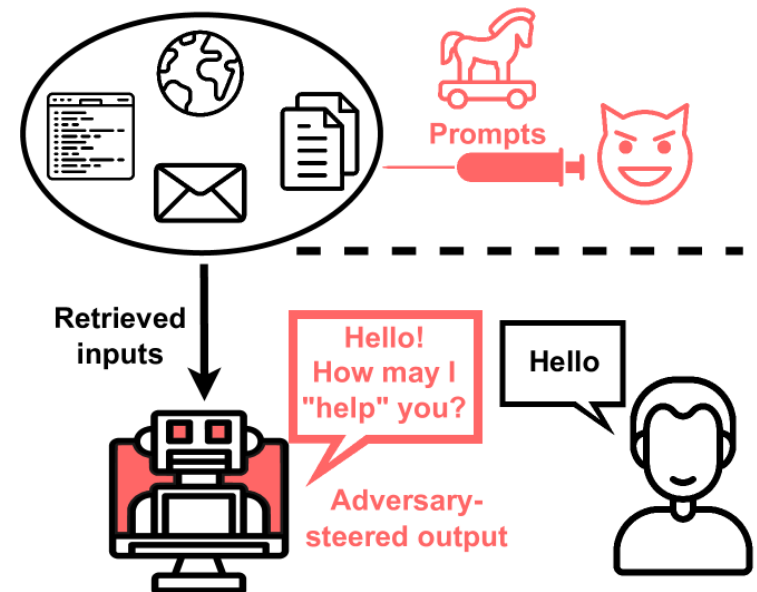 Prompts
Retrieved
inputs
Hello!
How may I
"help" you?
Hello
Adversary-
steered output